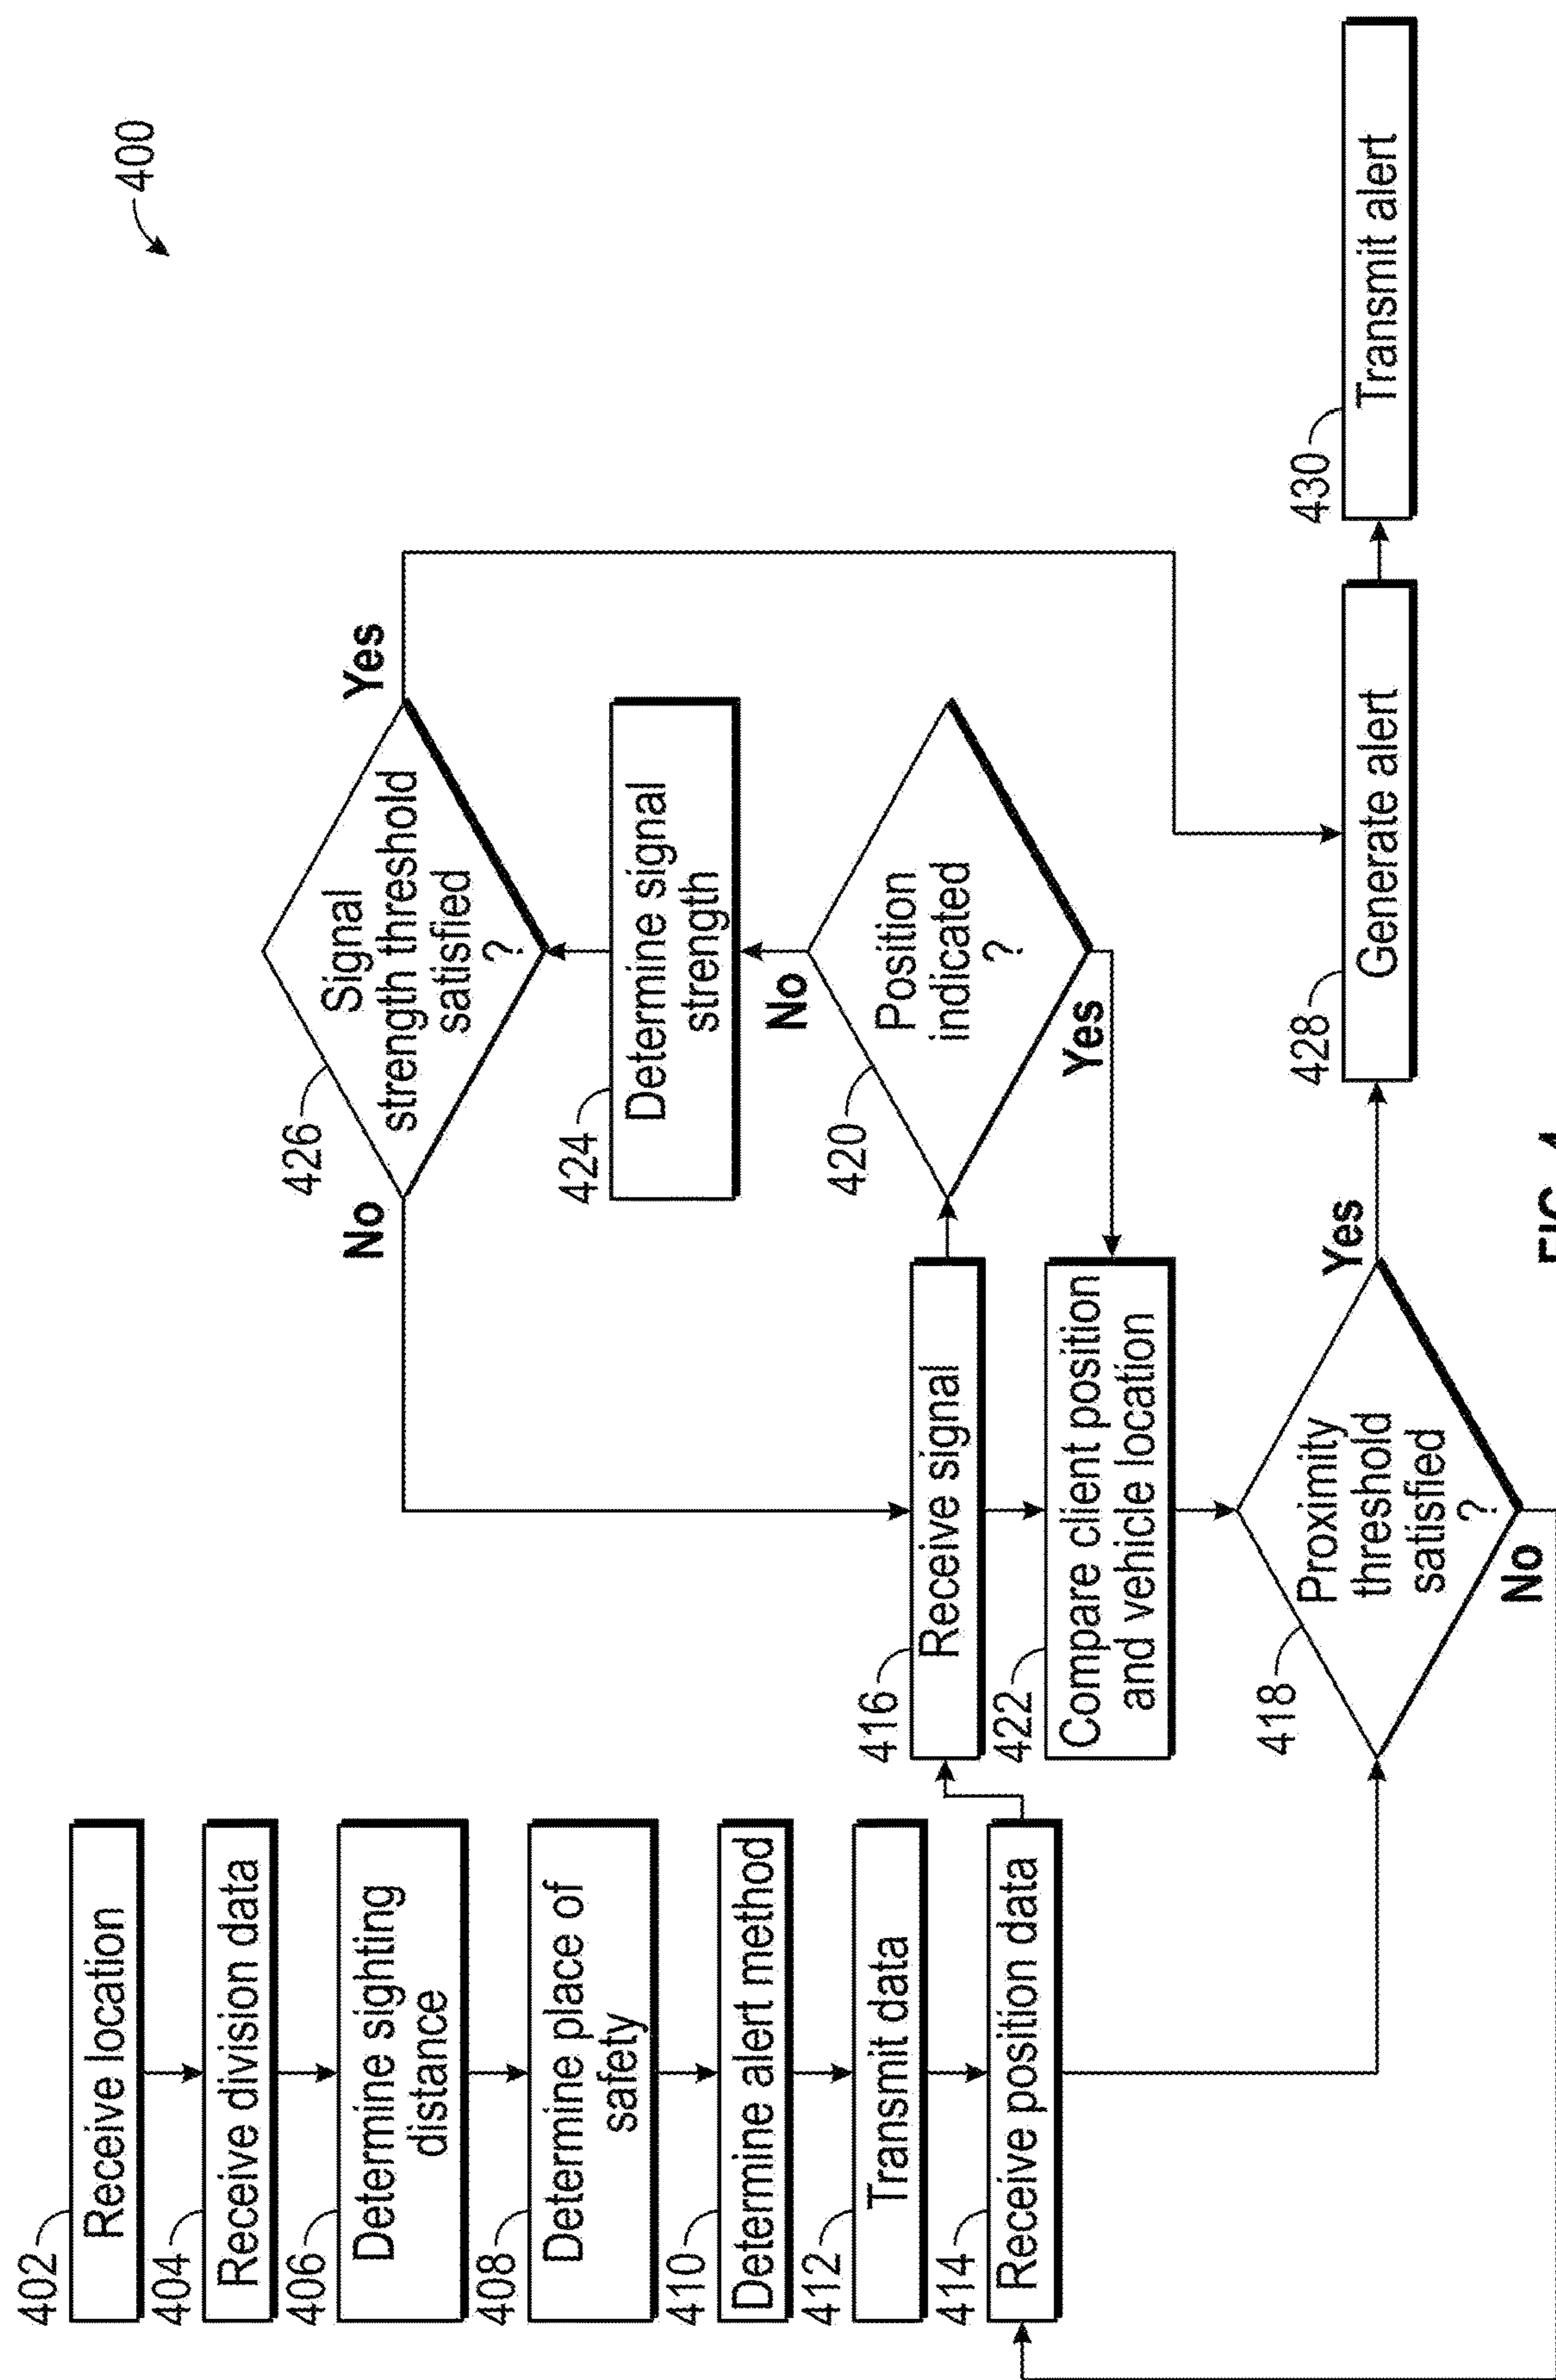 400
402
Receive location
404
Receive division data
406
Determine sighting
distance
408
Determine place of
safety
410
Determine alert method
412
Transmit data
414
Receive position data
416
Receive signal
422
Compare client position
and vehicle location
418
Proximity
threshold
satisfied
?
Yes
No
426
Signal
strength threshold
satisfied
?
No
Yes
424
Determine signal
strength
No
420
Position
indicated
?
Yes
428
Generate alert
430
Transmit alert